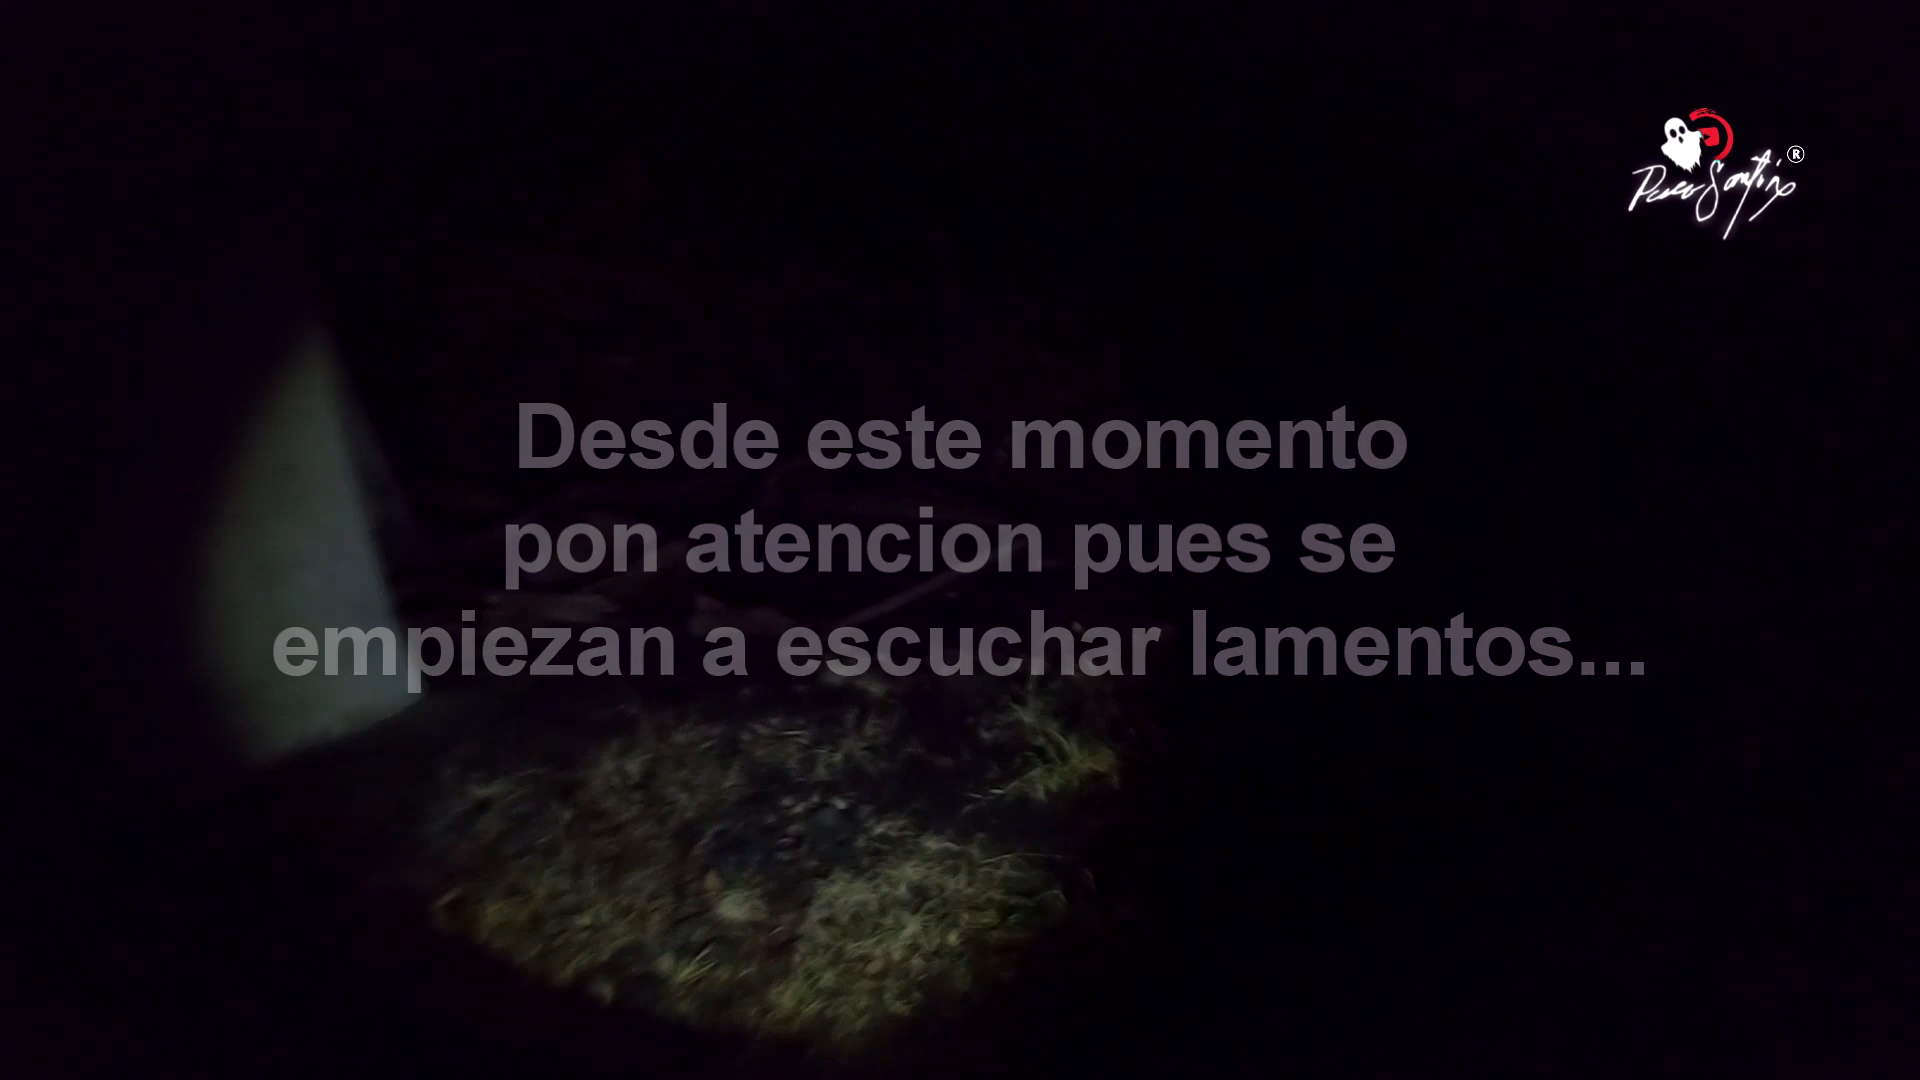 Desde este momento
pon atencion pues se
empiezan a escuchar lamentos...
®